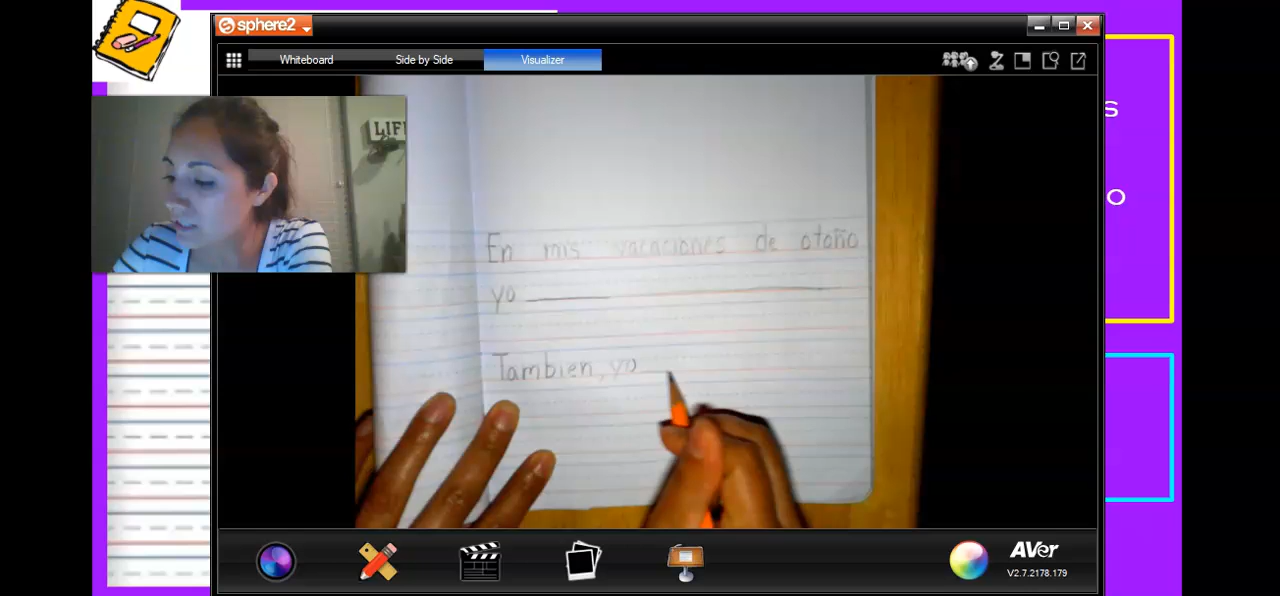 sphere2
Whiteboard Side by Side Visualizer
s
LIF
o
En mis vacaciones de otoño
yo
Tambien, yo
AVer
V2.7.2178.179